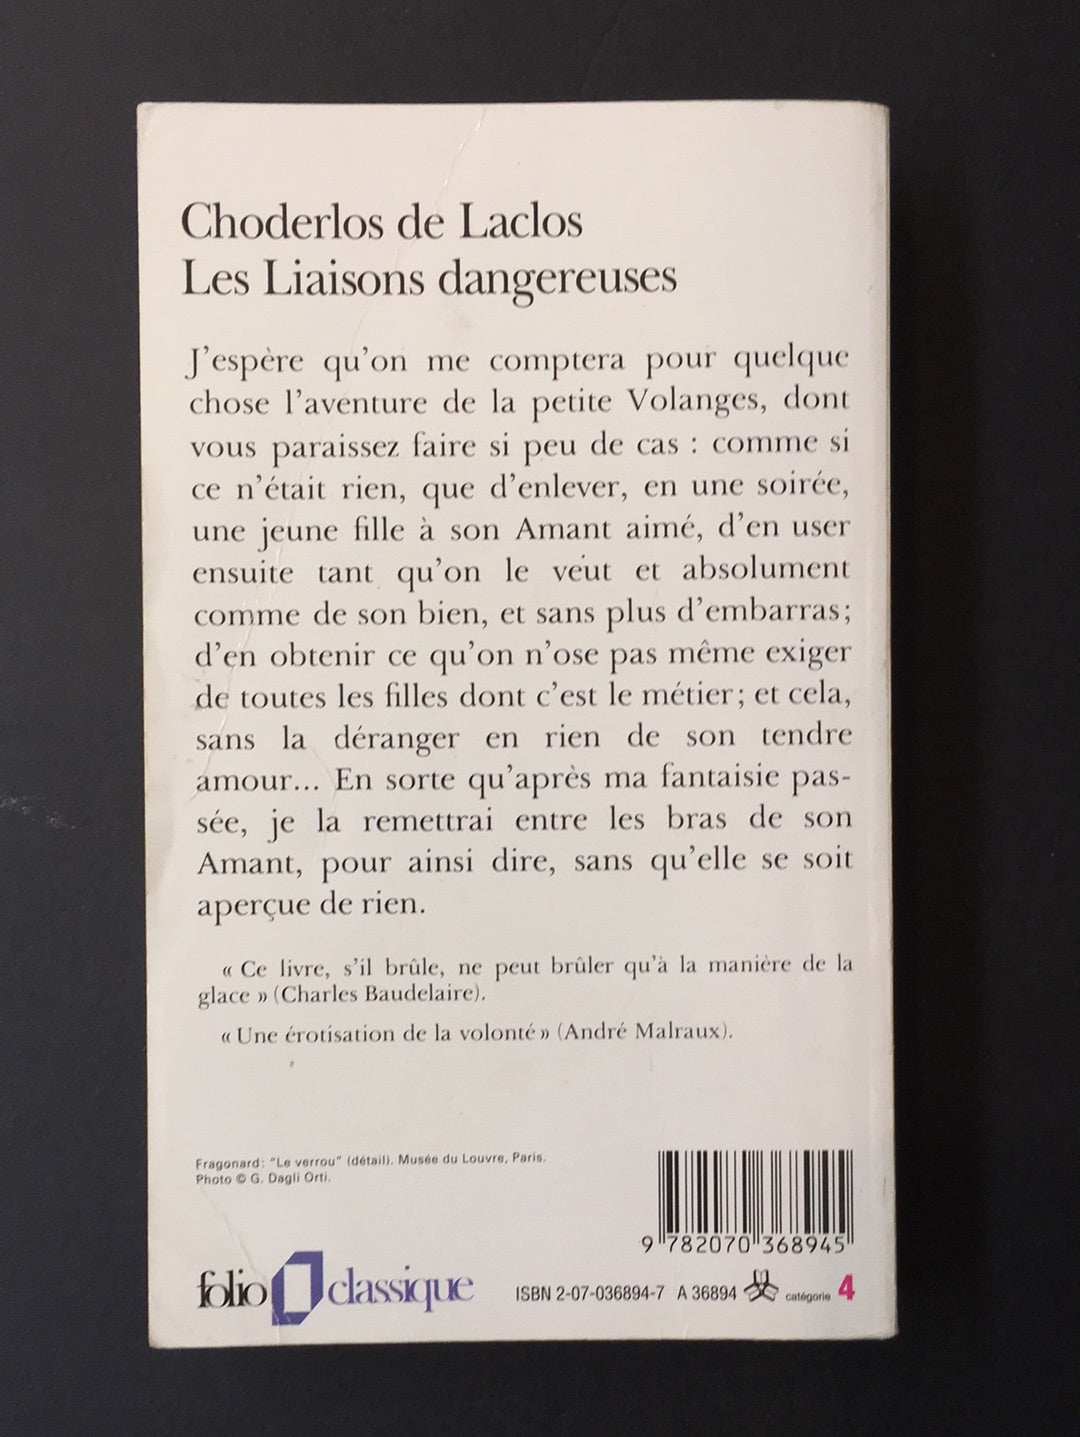 Choderlos de Laclos
Les Liaisons dangereuses
J'espère qu'on me comptera pour quelque
chose l'aventure de la petite Volanges, dont
vous paraissez faire si peu de cas : comme si
ce n'était rien, que d'enlever, en une soirée,
une jeune fille à son Amant aimé, d'en user
ensuite tant qu'on le veut et absolument
comme de son bien, et sans plus d'embarras;
d'en obtenir ce qu'on n'ose pas même exiger
de toutes les filles dont c'est le métier; et cela,
sans la déranger en rien de son tendre
amour... En sorte qu'après ma fantaisie pas-
sée, je la remettrai entre les bras de son
Amant, pour ainsi dire, sans qu'elle se soit
aperçue de rien.
« Ce livre, s'il brûle, ne peut brûler qu'à la manière de la
glace » (Charles Baudelaire).
« Une érotisation de la volonté » (André Malraux).
Fragonard: "Le verrou" (détail). Musée du Louvre, Paris.
Photo © G. Dagli Orti.
9 782070 368945
folio classique
ISBN 2-07-036894-7 A 36894 catégorie 4